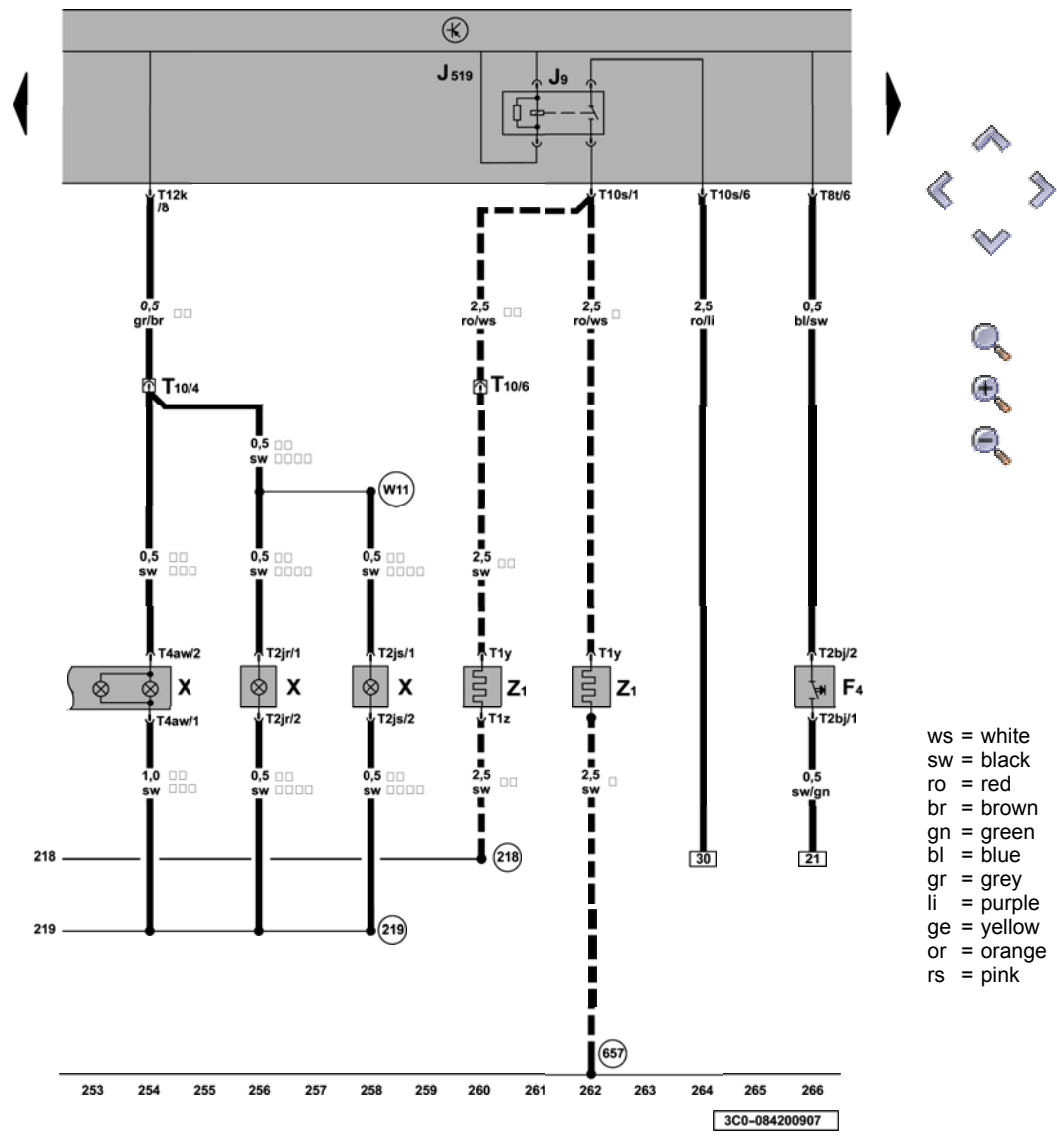 J519
J9
T12k
/8
T10s/1
T10s/6
T8t/6
0,5
gr/br
2,5
ro/ws
2,5
ro/ws
2,5
ro/li
0,5
bl/sw
T10/4
T10/6
0,5
sw
W11
0,5
sw
0,5
sw
0,5
sw
2,5
sw
T4aw/2
T2jr/1
T2js/1
T1y
T1y
T2bj/2
X
X
X
Z1
Z1
F4
T4aw/1
T2jr/2
T2js/2
T1z
T2bj/1
1,0
sw
0,5
sw
0,5
sw
2,5
sw
2,5
sw
0,5
sw/gn
218
218
30
21
219
219
657
253 254 255 256 257 258 259 260 261 262 263 264 265 266
3C0-084200907
ws = white
sw = black
ro = red
br = brown
gn = green
bl = blue
gr = grey
li = purple
ge = yellow
or = orange
rs = pink